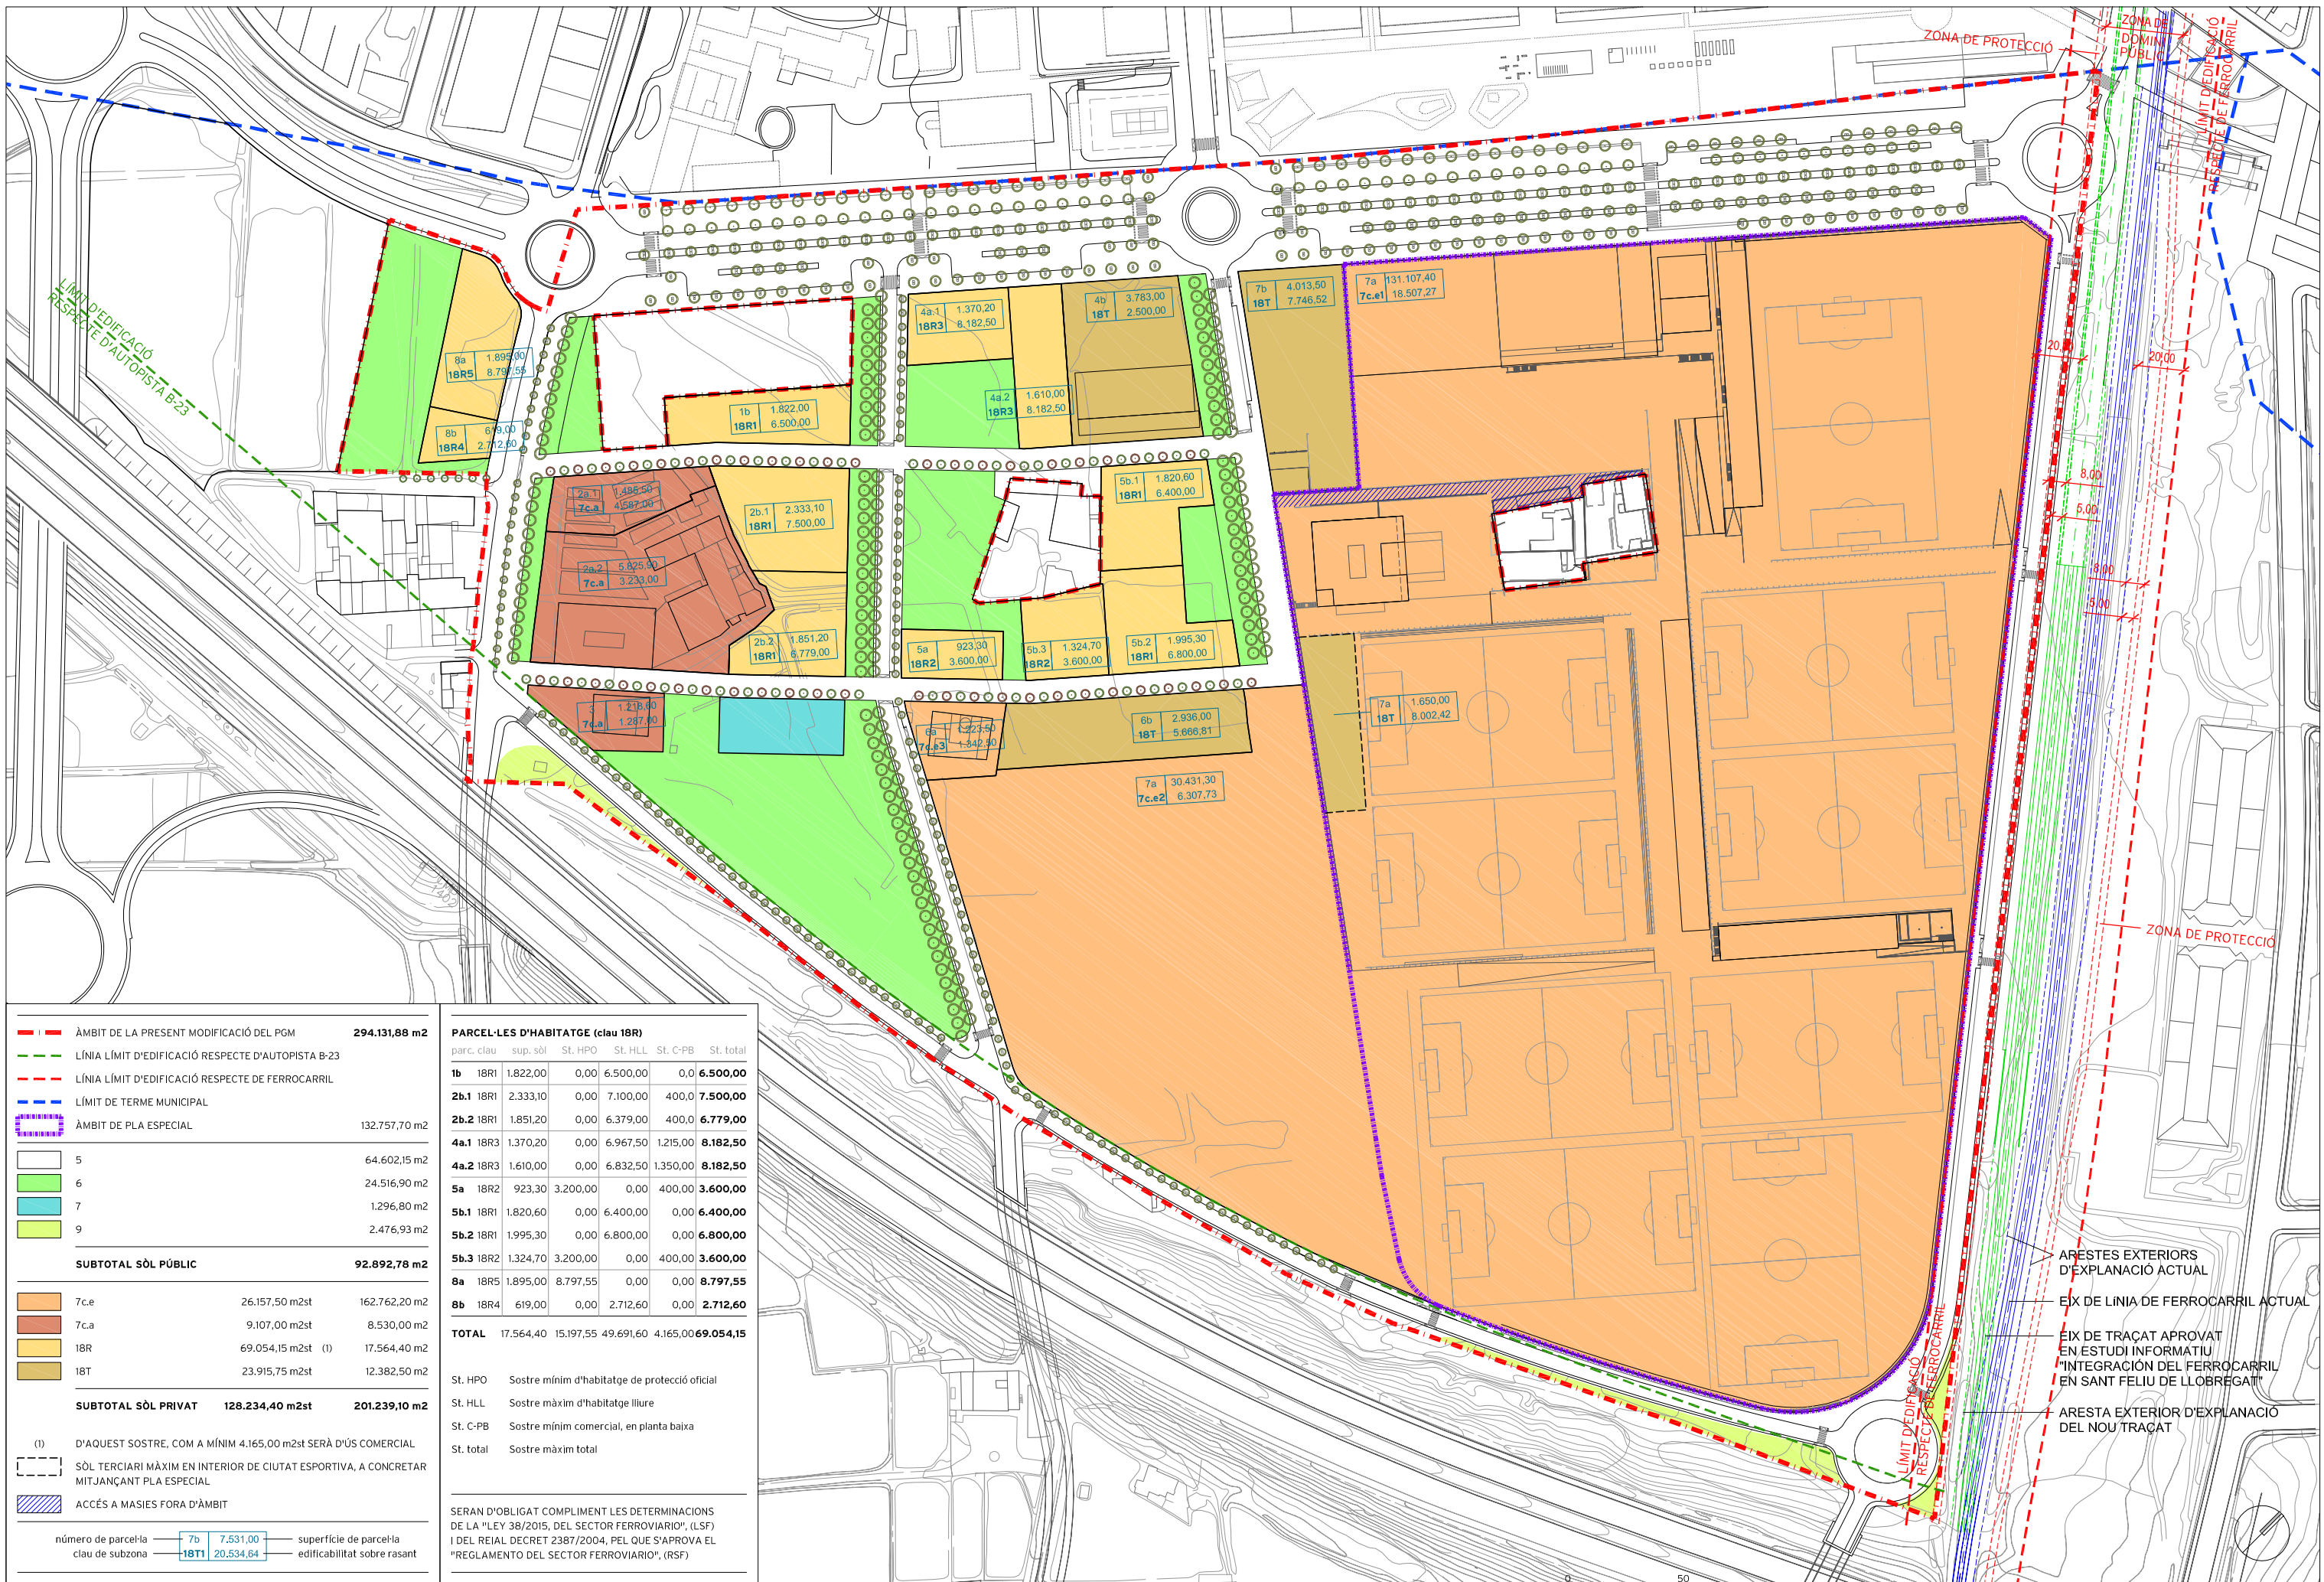 ZONA DE PROTECCIÓ
ZONA DE
DOMINI
PÚBLIC
LÍMIT D'EDIFICACIÓ
RESPECTE DE FERROCARRIL
LÍMIT D'EDIFICACIÓ
RESPECTE D'AUTOPISTA B-23
8a 1.895,00
18R5 8.797,55
8b 619,00
18R4 2.712,60
1b 1.822,00
18R1 6.500,00
4a.1 1.370,20
18R3 8.182,50
4a.2 1.610,00
18R3 8.182,50
4b 3.783,00
18T 2.500,00
7b 4.013,50
18T 7.746,52
7a 131.107,40
7c.e1 18.507,27
20,00
20,00
8,00
5,00
8,00
5,00
2a.1 1.485,50
7c.a 4.587,00
2a.2 5.825,90
7c.a 3.233,00
2b.1 2.333,10
18R1 7.500,00
2b.2 1.851,20
18R1 6.779,00
5b.1 1.820,60
18R1 6.400,00
5a 923,30
18R2 3.600,00
5b.3 1.324,70
18R2 3.600,00
5b.2 1.995,30
18R1 6.800,00
3 1.218,60
7c.a 1.287,00
6a 1.223,50
7c.e3 1.342,50
6b 2.936,00
18T 5.666,81
7a 1.650,00
18T 8.002,42
7a 30.431,30
7c.e2 6.307,73
ZONA DE PROTECCIÓ
ARESTES EXTERIORS
D'EXPLANACIÓ ACTUAL
EIX DE LíNIA DE FERROCARRIL ACTUAL
EIX DE TRAÇAT APROVAT
EN ESTUDI INFORMATIU
"INTEGRACIÓN DEL FERROCARRIL
EN SANT FELIU DE LLOBREGAT"
ARESTA EXTERIOR D'EXPLANACIÓ
DEL NOU TRAÇAT
LÍMIT D'EDIFICACIÓ
RESPECTE DE FERROCARRIL
0 50
ÀMBIT DE LA PRESENT MODIFICACIÓ DEL PGM 294.131,88 m2
LÍNIA LÍMIT D'EDIFICACIÓ RESPECTE D'AUTOPISTA B-23
LÍNIA LÍMIT D'EDIFICACIÓ RESPECTE DE FERROCARRIL
LÍMIT DE TERME MUNICIPAL
ÀMBIT DE PLA ESPECIAL 132.757,70 m2
5 64.602,15 m2
6 24.516,90 m2
7 1.296,80 m2
9 2.476,93 m2
SUBTOTAL SÒL PÚBLIC 92.892,78 m2
7c.e 26.157,50 m2st 162.762,20 m2
7c.a 9.107,00 m2st 8.530,00 m2
18R 69.054,15 m2st (1) 17.564,40 m2
18T 23.915,75 m2st 12.382,50 m2
SUBTOTAL SÒL PRIVAT 128.234,40 m2st 201.239,10 m2
(1) D'AQUEST SOSTRE, COM A MÍNIM 4.165,00 m2st SERÀ D'ÚS COMERCIAL
SÒL TERCIARI MÀXIM EN INTERIOR DE CIUTAT ESPORTIVA, A CONCRETAR
MITJANÇANT PLA ESPECIAL
ACCÉS A MASIES FORA D'ÀMBIT
número de parcel·la 7b 7.531,00 superfície de parcel·la
clau de subzona 18T1 20.534,64 edificabilitat sobre rasant
PARCEL·LES D'HABITATGE (clau 18R)
parc. clau sup. sòl St. HPO St. HLL St. C-PB St. total
1b 18R1 1.822,00 0,00 6.500,00 0,0 6.500,00
2b.1 18R1 2.333,10 0,00 7.100,00 400,0 7.500,00
2b.2 18R1 1.851,20 0,00 6.379,00 400,0 6.779,00
4a.1 18R3 1.370,20 0,00 6.967,50 1.215,00 8.182,50
4a.2 18R3 1.610,00 0,00 6.832,50 1.350,00 8.182,50
5a 18R2 923,30 3.200,00 0,00 400,00 3.600,00
5b.1 18R1 1.820,60 0,00 6.400,00 0,00 6.400,00
5b.2 18R1 1.995,30 0,00 6.800,00 0,00 6.800,00
5b.3 18R2 1.324,70 3.200,00 0,00 400,00 3.600,00
8a 18R5 1.895,00 8.797,55 0,00 0,00 8.797,55
8b 18R4 619,00 0,00 2.712,60 0,00 2.712,60
TOTAL 17.564,40 15.197,55 49.691,60 4.165,00 69.054,15
St. HPO Sostre mínim d'habitatge de protecció oficial
St. HLL Sostre màxim d'habitatge lliure
St. C-PB Sostre mínim comercial, en planta baixa
St. total Sostre màxim total
SERAN D'OBLIGAT COMPLIMENT LES DETERMINACIONS
DE LA "LEY 38/2015, DEL SECTOR FERROVIARIO", (LSF)
I DEL REIAL DECRET 2387/2004, PEL QUE S'APROVA EL
"REGLAMENTO DEL SECTOR FERROVIARIO", (RSF)